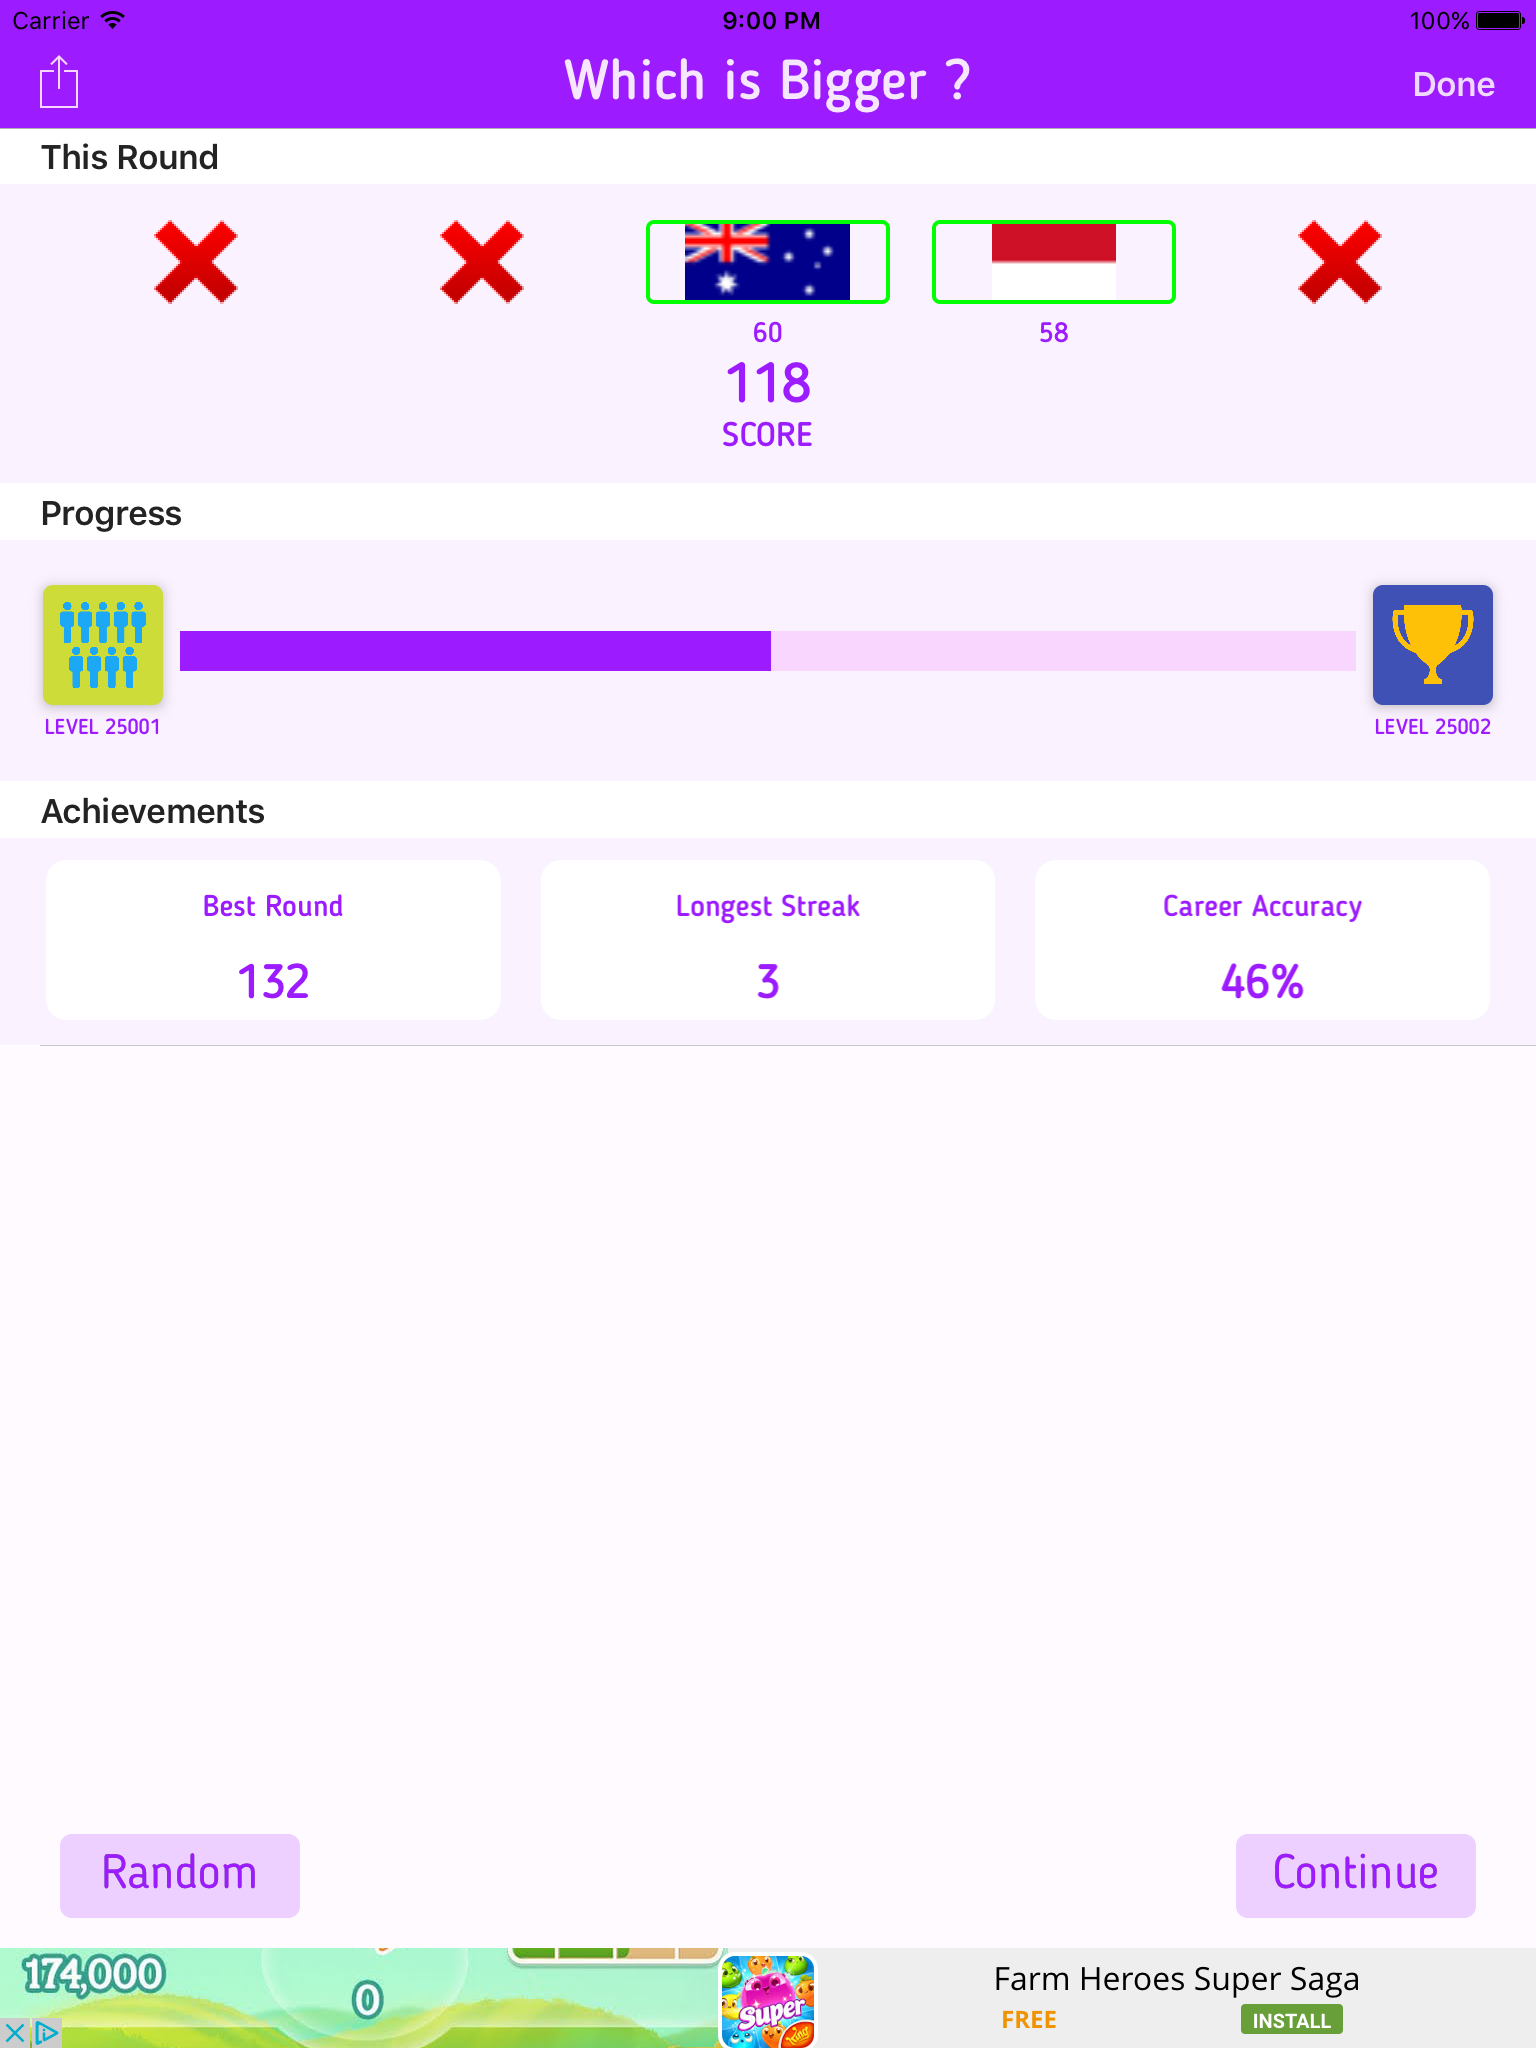 Carrier 9:00 PM 100%
Which is Bigger ?
Done
This Round
60 58
118
SCORE
Progress
LEVEL 25001 LEVEL 25002
Achievements
Best Round Longest Streak Career Accuracy
132 3 46%
Random Continue
174,000
0
Super
King
Farm Heroes Super Saga
FREE INSTALL